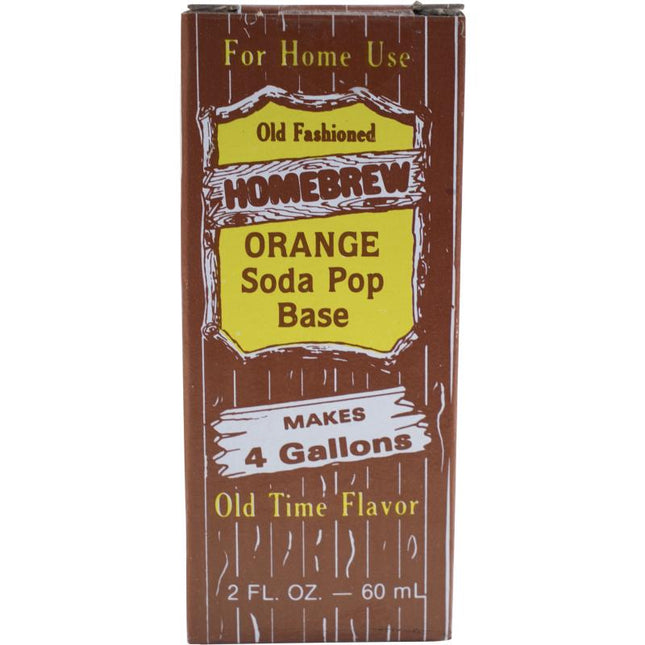 For Home Use
Old Fashioned
HOMEBREW
ORANGE
Soda Pop
Base
MAKES
4 Gallons
Old Time Flavor
2 FL. OZ. — 60 mL